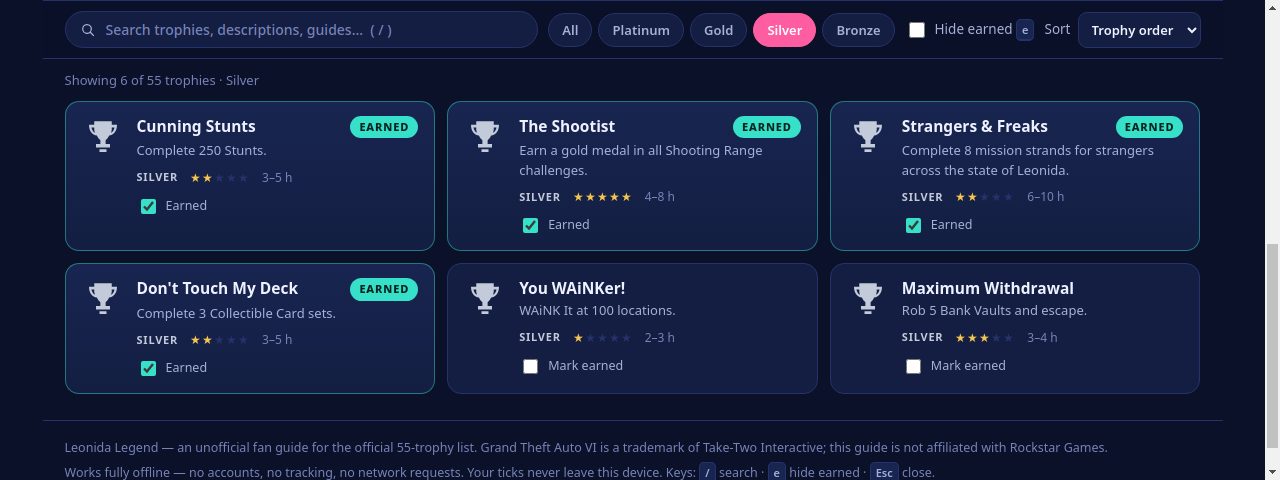 Search trophies, descriptions, guides… ( / )
All
Platinum
Gold
Silver
Bronze
Hide earned e
Sort
Trophy order
Showing 6 of 55 trophies · Silver
Cunning Stunts
EARNED
Complete 250 Stunts.
SILVER ★★★★★ 3–5 h
Earned
The Shootist
EARNED
Earn a gold medal in all Shooting Range
challenges.
SILVER ★★★★★ 4–8 h
Earned
Strangers & Freaks
EARNED
Complete 8 mission strands for strangers
across the state of Leonida.
SILVER ★★★★★ 6–10 h
Earned
Don't Touch My Deck
EARNED
Complete 3 Collectible Card sets.
SILVER ★★★★★ 3–5 h
Earned
You WAiNKer!
WAiNK It at 100 locations.
SILVER ★★★★★ 2–3 h
Mark earned
Maximum Withdrawal
Rob 5 Bank Vaults and escape.
SILVER ★★★★★ 3–4 h
Mark earned
Leonida Legend — an unofficial fan guide for the official 55-trophy list. Grand Theft Auto VI is a trademark of Take-Two Interactive; this guide is not affiliated with Rockstar Games.
Works fully offline — no accounts, no tracking, no network requests. Your ticks never leave this device. Keys: / search · e hide earned · Esc close.